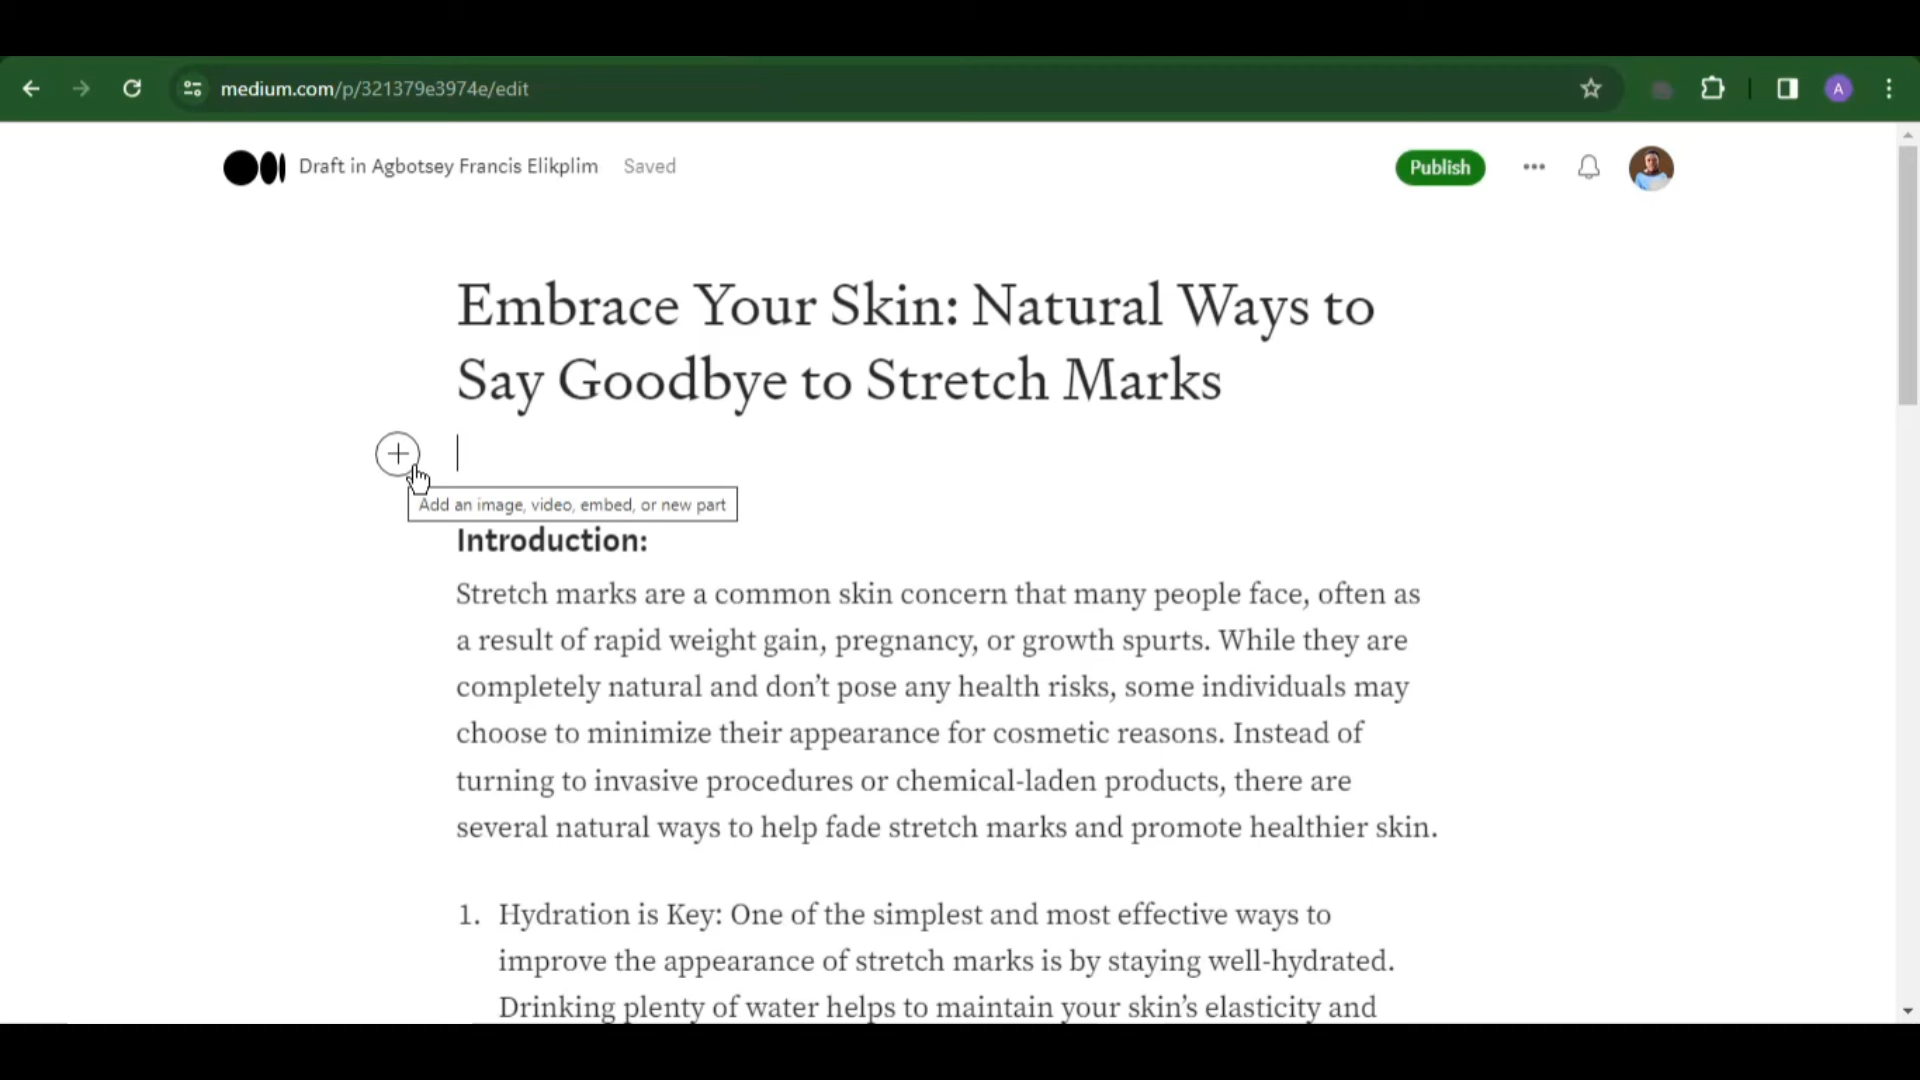 medium.com/p/321379e3974e/edit
A
Draft in Agbotsey Francis Elikplim Saved
Publish
Embrace Your Skin: Natural Ways to
Say Goodbye to Stretch Marks
Add an image, video, embed, or new part
Introduction:
Stretch marks are a common skin concern that many people face, often as
a result of rapid weight gain, pregnancy, or growth spurts. While they are
completely natural and don’t pose any health risks, some individuals may
choose to minimize their appearance for cosmetic reasons. Instead of
turning to invasive procedures or chemical-laden products, there are
several natural ways to help fade stretch marks and promote healthier skin.
1. Hydration is Key: One of the simplest and most effective ways to
improve the appearance of stretch marks is by staying well-hydrated.
Drinking plenty of water helps to maintain your skin’s elasticity and